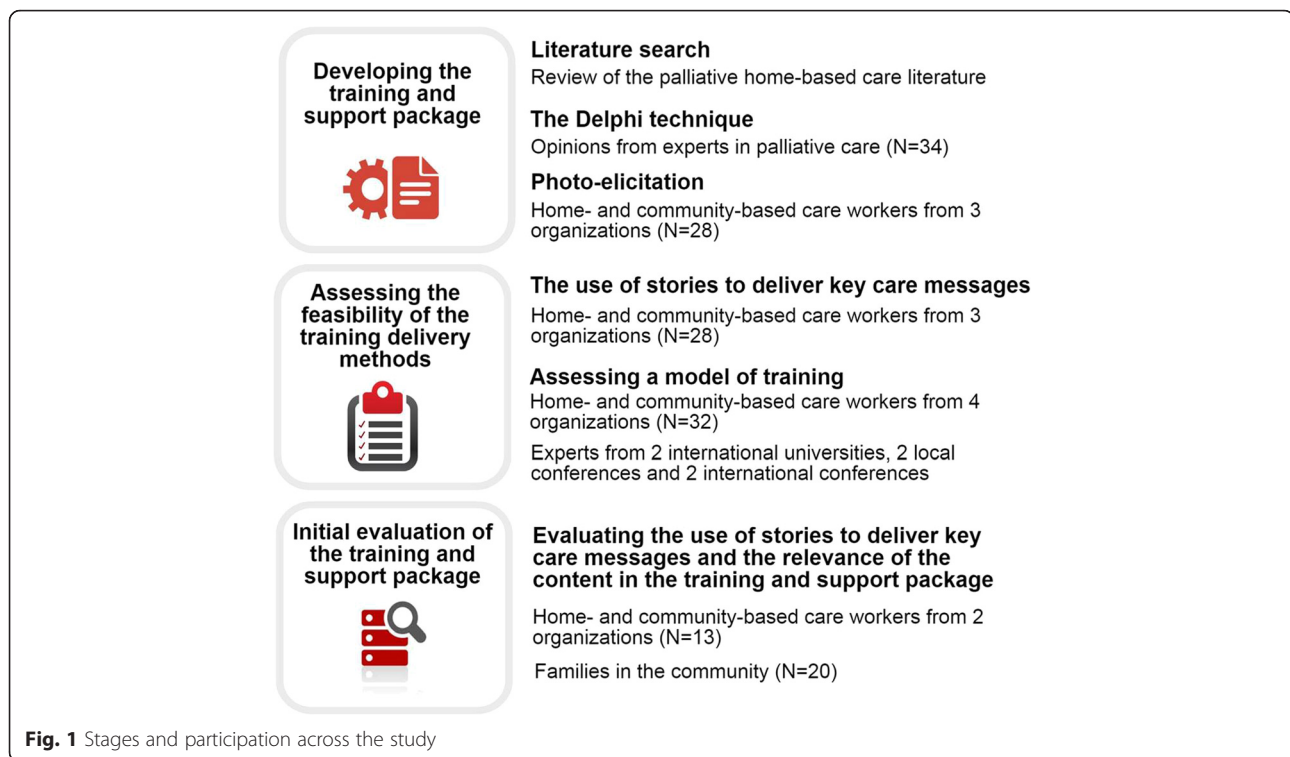 Developing the
training and
support package
Literature search
Review of the palliative home-based care literature
The Delphi technique
Opinions from experts in palliative care (N=34)
Photo-elicitation
Home- and community-based care workers from 3
organizations (N=28)
Assessing the
feasibility of the
training delivery
methods
The use of stories to deliver key care messages
Home- and community-based care workers from 3
organizations (N=28)
Assessing a model of training
Home- and community-based care workers from 4
organizations (N=32)
Experts from 2 international universities, 2 local
conferences and 2 international conferences
Initial evaluation of
the training and
support package
Evaluating the use of stories to deliver key
care messages and the relevance of the
content in the training and support package
Home- and community-based care workers from 2
organizations (N=13)
Families in the community (N=20)
Fig. 1 Stages and participation across the study